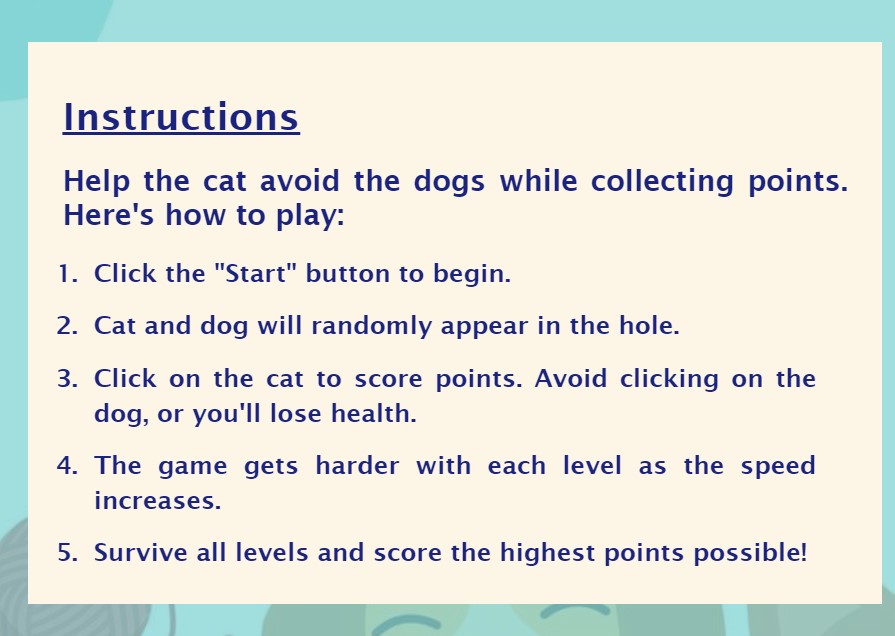 Instructions
Help the cat avoid the dogs while collecting points.
Here's how to play:
1. Click the "Start" button to begin.
2. Cat and dog will randomly appear in the hole.
3. Click on the cat to score points. Avoid clicking on the
dog, or you'll lose health.
4. The game gets harder with each level as the speed
increases.
5. Survive all levels and score the highest points possible!